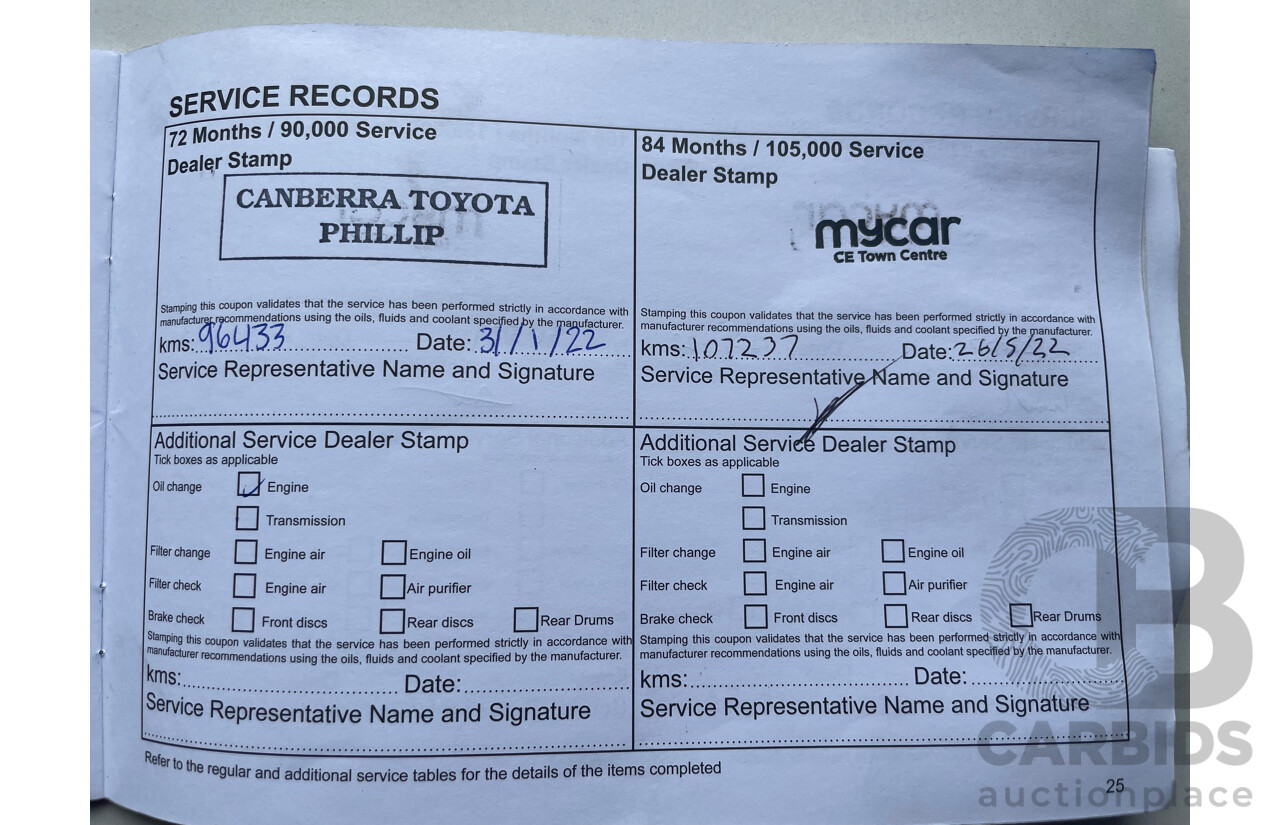 SERVICE RECORDS
72 Months / 90,000 Service
Dealer Stamp
CANBERRA TOYOTA
PHILLIP
Stamping this coupon validates that the service has been performed strictly in accordance with
manufacturer recommendations using the oils, fluids and coolant specified by the manufacturer.
kms: 96433 Date: 31/1/22
Service Representative Name and Signature
Additional Service Dealer Stamp
Tick boxes as applicable
Oil change Engine
Transmission
Filter change Engine air Engine oil
Filter check Engine air Air purifier
Brake check Front discs Rear discs Rear Drums
Stamping this coupon validates that the service has been performed strictly in accordance with
manufacturer recommendations using the oils, fluids and coolant specified by the manufacturer.
kms: Date:
Service Representative Name and Signature
84 Months / 105,000 Service
Dealer Stamp
mycar
CE Town Centre
Stamping this coupon validates that the service has been performed strictly in accordance with
manufacturer recommendations using the oils, fluids and coolant specified by the manufacturer.
kms: 107237 Date: 26/5/22
Service Representative Name and Signature
Additional Service Dealer Stamp
Tick boxes as applicable
Oil change Engine
Transmission
Filter change Engine air Engine oil
Filter check Engine air Air purifier
Brake check Front discs Rear discs Rear Drums
Stamping this coupon validates that the service has been performed strictly in accordance with
manufacturer recommendations using the oils, fluids and coolant specified by the manufacturer.
kms: Date:
Service Representative Name and Signature
Refer to the regular and additional service tables for the details of the items completed
25
CB
CARBIDS
auctionplace